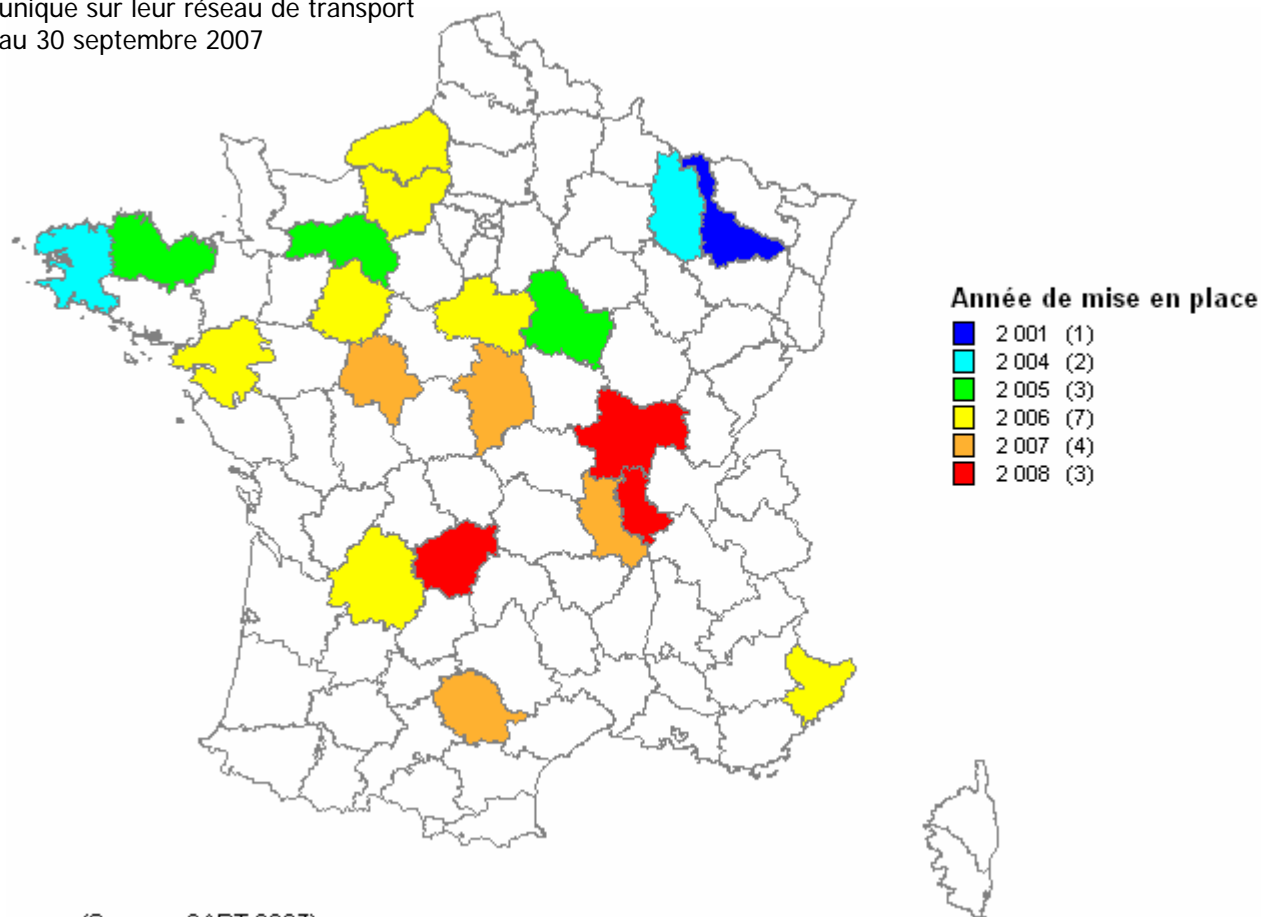 unique sur leur réseau de transport
au 30 septembre 2007
Année de mise en place
2 001 (1)
2 004 (2)
2 005 (3)
2 006 (7)
2 007 (4)
2 008 (3)